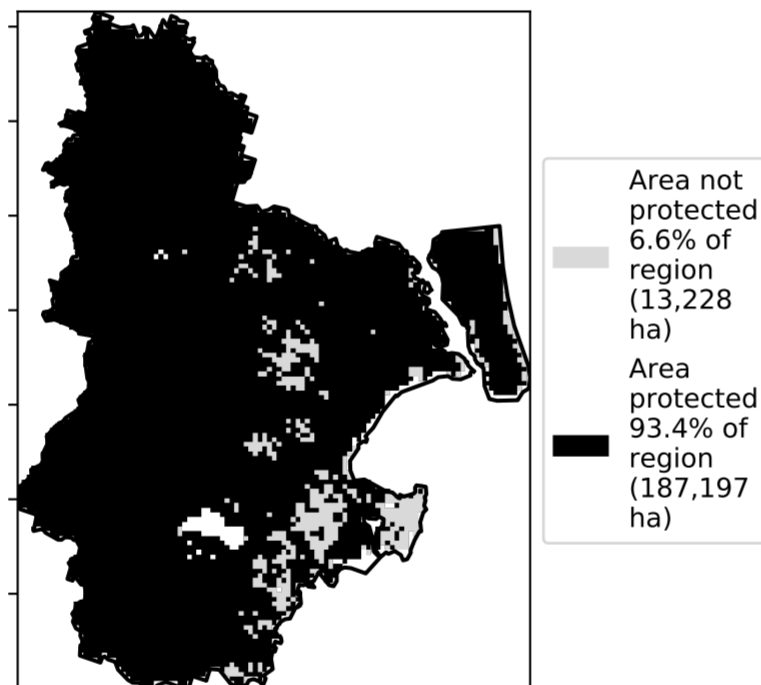 Area not
protected
6.6% of
region
(13,228
ha)
Area
protected
93.4% of
region
(187,197
ha)